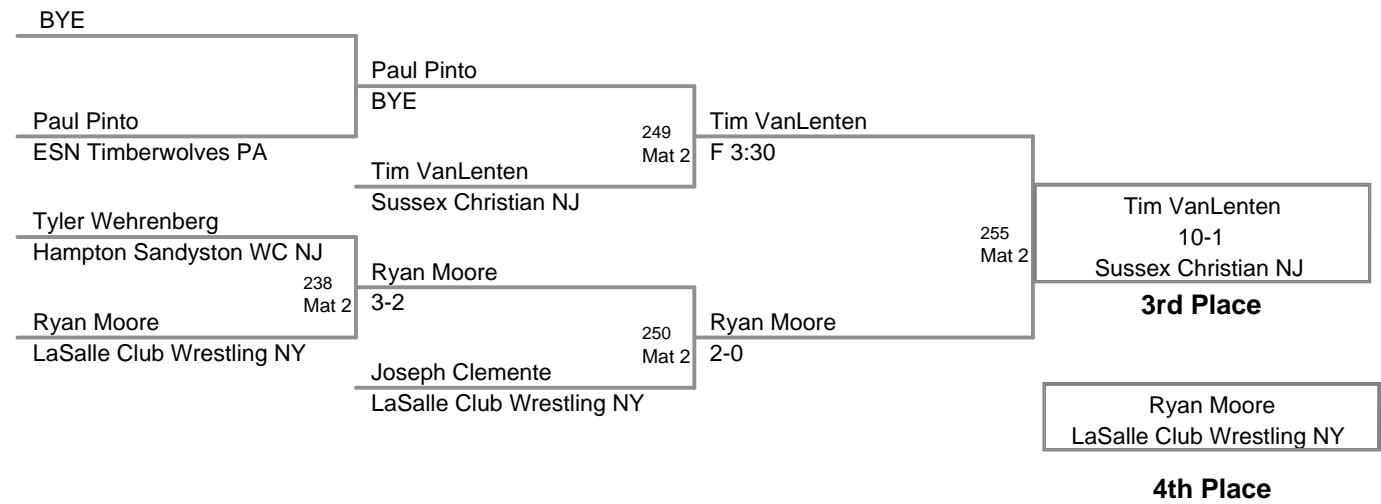 BYE
Paul Pinto
BYE
Paul Pinto
ESN Timberwolves PA
249
Mat 2
Tim VanLenten
F 3:30
Tim VanLenten
Sussex Christian NJ
Tyler Wehrenberg
Hampton Sandyston WC NJ
238
Mat 2
Ryan Moore
3-2
Ryan Moore
LaSalle Club Wrestling NY
250
Mat 2
Ryan Moore
2-0
Joseph Clemente
LaSalle Club Wrestling NY
255
Mat 2
Tim VanLenten
10-1
Sussex Christian NJ
3rd Place
Ryan Moore
LaSalle Club Wrestling NY
4th Place